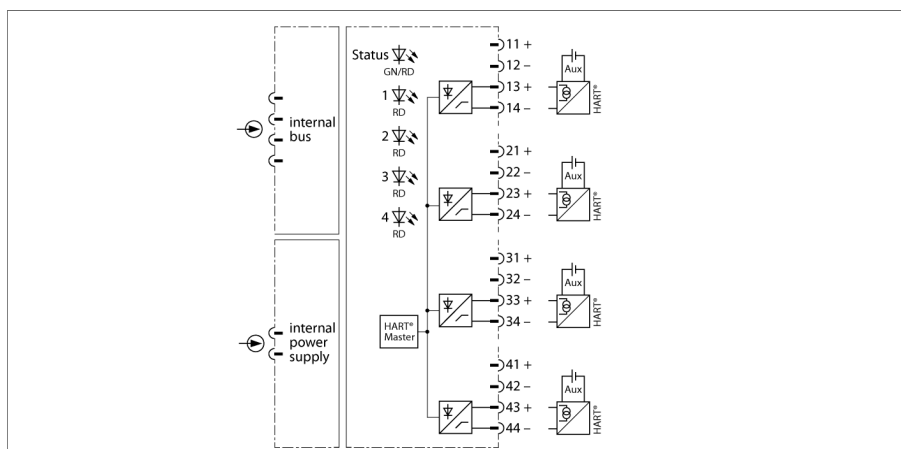 Status
GN/RD
1
RD
2
RD
3
RD
4
RD
internal
bus
internal
power
supply
HART®
Master
11 +
12 –
13 +
14 –
Aux
HART®
21 +
22 –
23 +
24 –
Aux
HART®
31 +
32 –
33 +
34 –
Aux
HART®
41 +
42 –
43 +
44 –
Aux
HART®